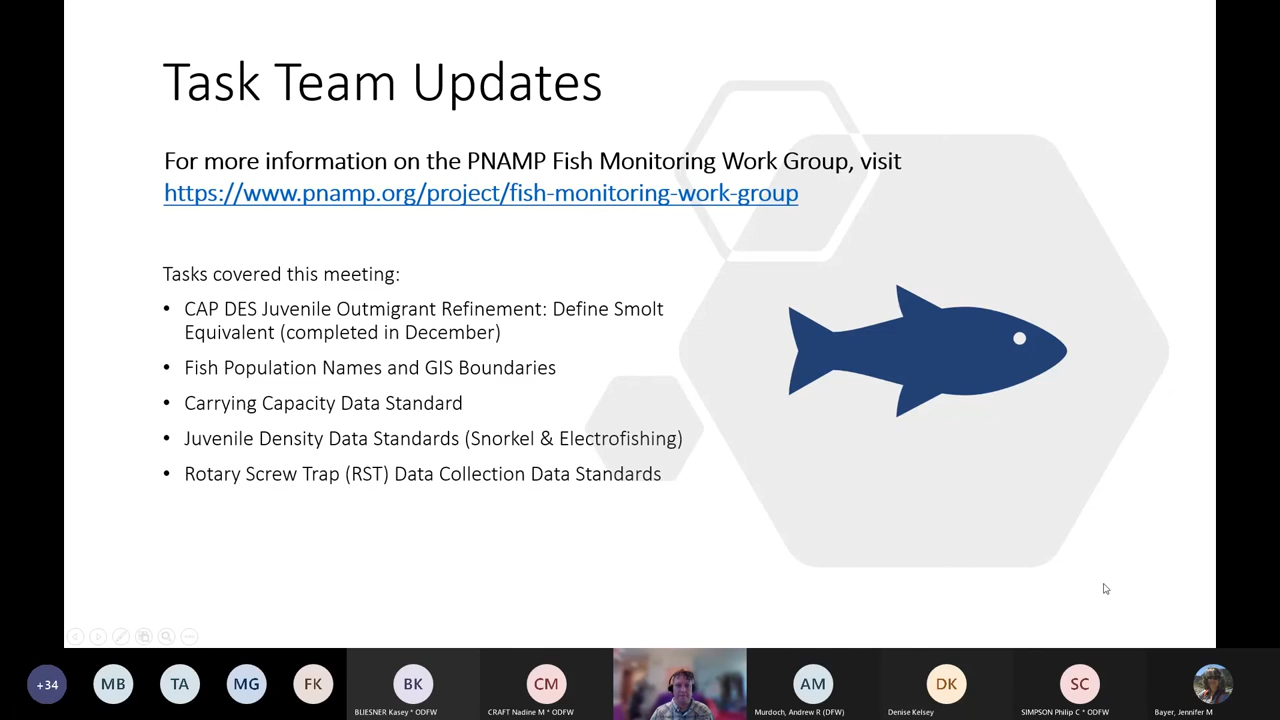 Task Team Updates
For more information on the PNAMP Fish Monitoring Work Group, visit
https://www.pnamp.org/project/fish-monitoring-work-group
Tasks covered this meeting:
• CAP DES Juvenile Outmigrant Refinement: Define Smolt
Equivalent (completed in December)
• Fish Population Names and GIS Boundaries
• Carrying Capacity Data Standard
• Juvenile Density Data Standards (Snorkel & Electrofishing)
• Rotary Screw Trap (RST) Data Collection Data Standards
+34 MB TA MG FK BK CM AM DK SC
BLIESNER Kasey * ODFW CRAFT Nadine M * ODFW Murdoch, Andrew R (DFW) Denise Kelsey SIMPSON Philip C * ODFW Bayer, Jennifer M